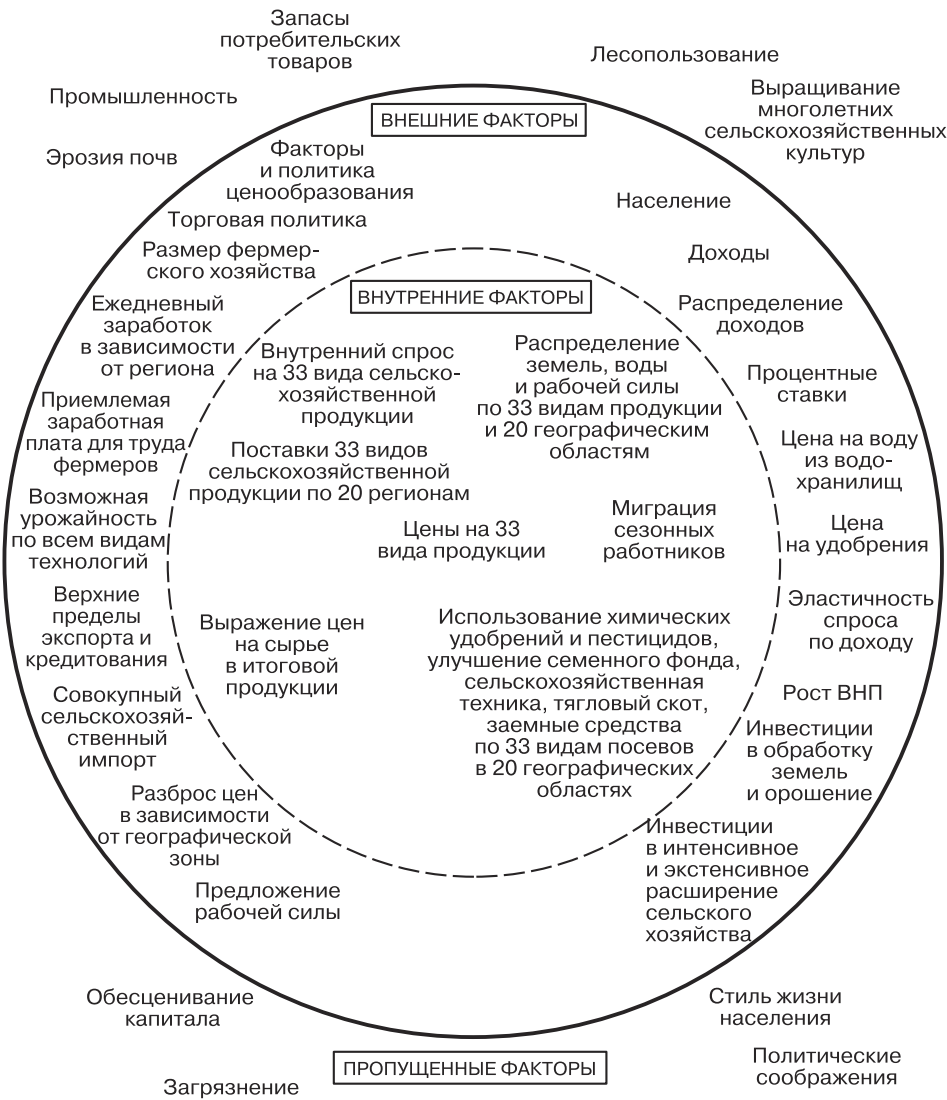 Запасы
потребительских
товаров
Лесопользование
Промышленность
Выращивание
многолетних
сельскохозяйственных
культур
ВНЕШНИЕ ФАКТОРЫ
Эрозия почв
Факторы
и политика
ценообразования
Население
Торговая политика
Размер фермер-
ского хозяйства
Доходы
Ежедневный
заработок
в зависимости
от региона
ВНУТРЕННИЕ ФАКТОРЫ
Распределение
доходов
Внутренний спрос
на 33 вида сельско-
хозяйственной
продукции
Распределение
земель, воды
и рабочей силы
по 33 видам продукции
и 20 географическим
областям
Процентные
ставки
Приемлемая
заработная
плата для труда
фермеров
Поставки 33 видов
сельскохозяйственной
продукции по 20 регионам
Цена на воду
из водо-
хранилищ
Возможная
урожайность
по всем видам
технологий
Цены на 33
вида продукции
Миграция
сезонных
работников
Цена
на удобрения
Верхние
пределы
экспорта и
кредитования
Выражение цен
на сырье
в итоговой
продукции
Использование химических
удобрений и пестицидов,
улучшение семенного фонда,
сельскохозяйственная
техника, тягловый скот,
заемные средства
по 33 видам посевов
в 20 географических
областях
Эластичность
спроса
по доходу
Совокупный
сельскохозяй-
ственный
импорт
Рост ВНП
Инвестиции
в обработку
земель
и орошение
Разброс цен
в зависимости
от географической
зоны
Инвестиции
в интенсивное
и экстенсивное
расширение
сельского
хозяйства
Предложение
рабочей силы
Обесценивание
капитала
Стиль жизни
населения
ПРОПУЩЕННЫЕ ФАКТОРЫ
Политические
соображения
Загрязнение